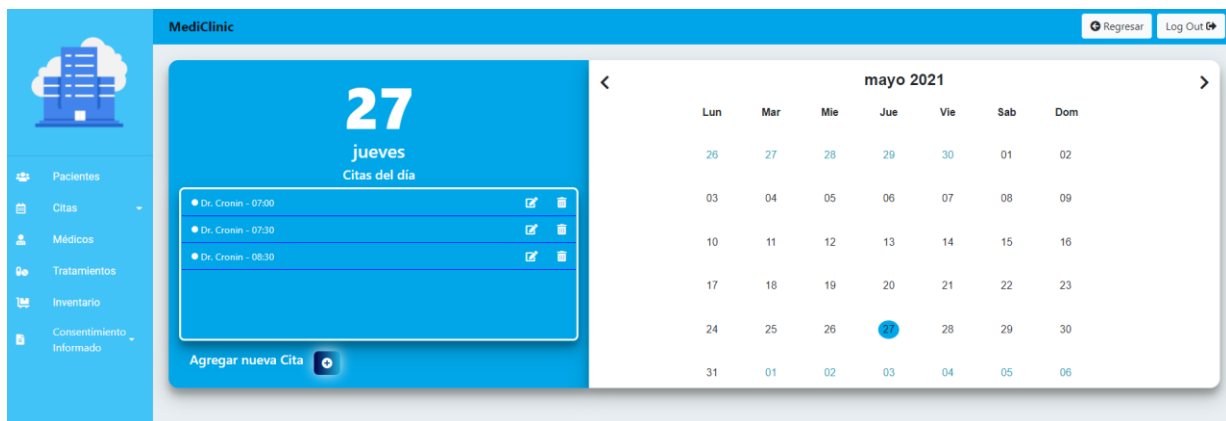 MediClinic
Regresar
Log Out
Pacientes
Citas
Médicos
Tratamientos
Inventario
Consentimiento
Informado
27
jueves
Citas del día
Dr. Cronin - 07:00
Dr. Cronin - 07:30
Dr. Cronin - 08:30
Agregar nueva Cita
mayo 2021
Lun Mar Mie Jue Vie Sab Dom
26 27 28 29 30 01 02
03 04 05 06 07 08 09
10 11 12 13 14 15 16
17 18 19 20 21 22 23
24 25 26 27 28 29 30
31 01 02 03 04 05 06